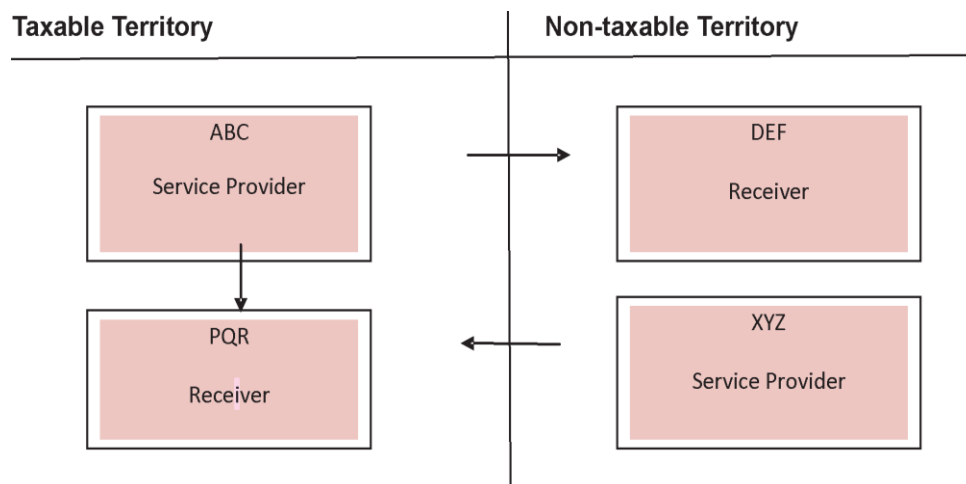 Taxable Territory
Non-taxable Territory
ABC
Service Provider
DEF
Receiver
PQR
Receiver
XYZ
Service Provider